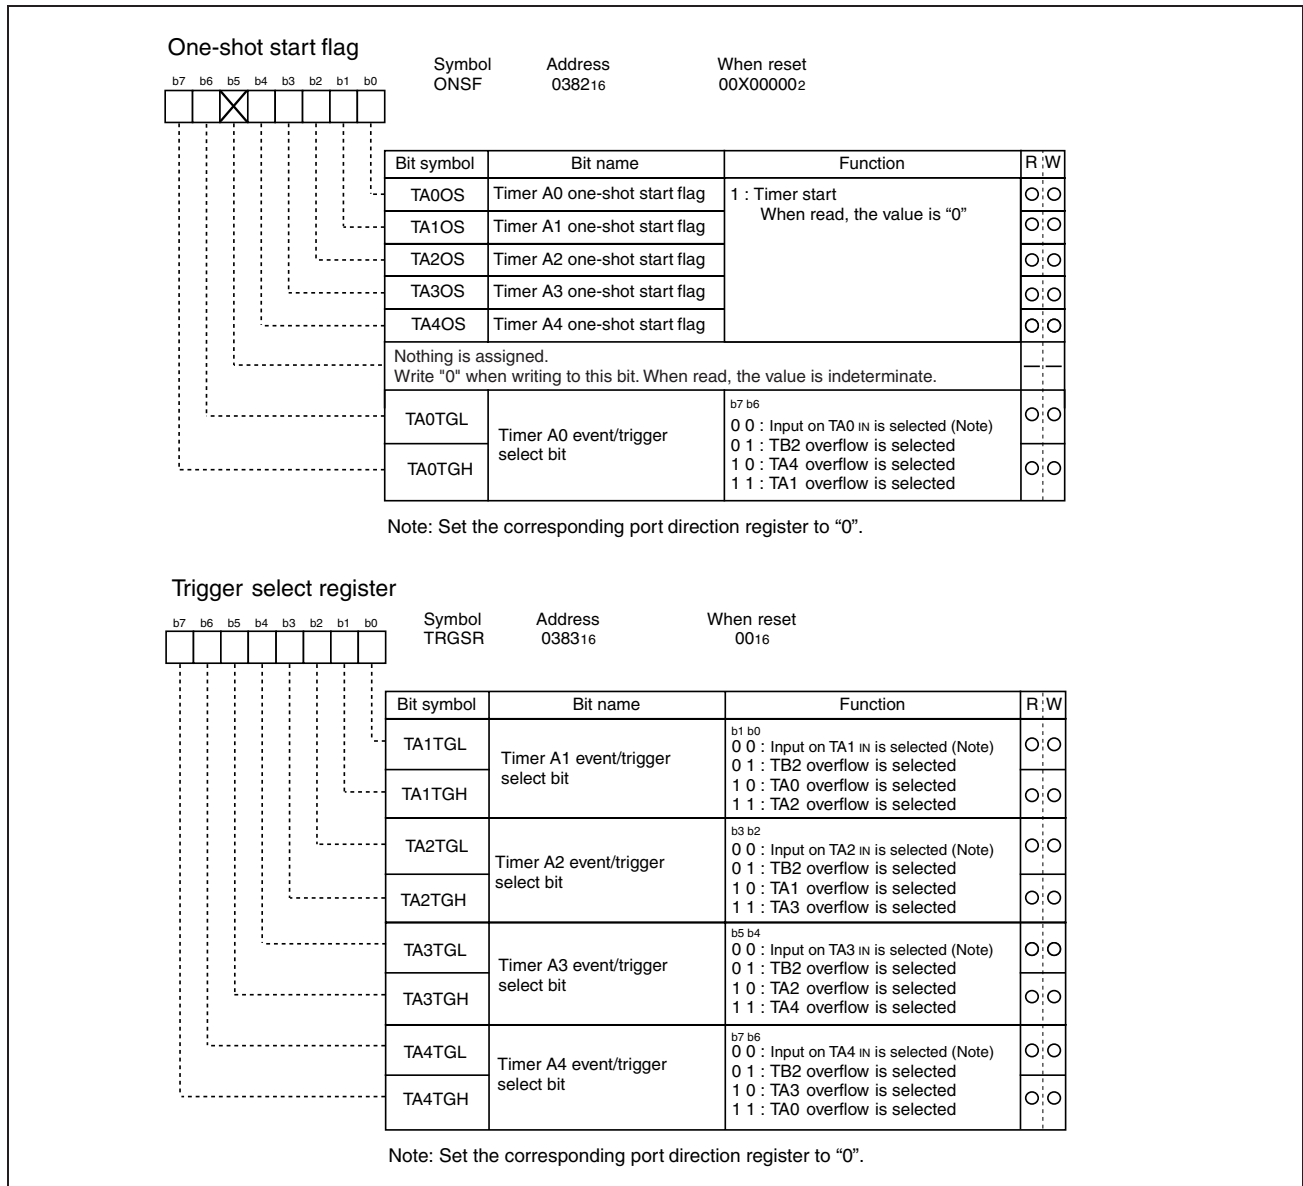 One-shot start flag
Symbol Address When reset
ONSF 038216 00X000002
b7 b6 b5 b4 b3 b2 b1 b0
Bit symbol Bit name Function R W
TA0OS Timer A0 one-shot start flag 1 : Timer start
When read, the value is “0”
TA1OS Timer A1 one-shot start flag
TA2OS Timer A2 one-shot start flag
TA3OS Timer A3 one-shot start flag
TA4OS Timer A4 one-shot start flag
Nothing is assigned.
Write "0" when writing to this bit. When read, the value is indeterminate.
TA0TGL
TA0TGH
Timer A0 event/trigger
select bit
b7 b6
0 0 : Input on TA0 IN is selected (Note)
0 1 : TB2 overflow is selected
1 0 : TA4 overflow is selected
1 1 : TA1 overflow is selected
Note: Set the corresponding port direction register to “0”.
Trigger select register
Symbol Address When reset
TRGSR 038316 0016
b7 b6 b5 b4 b3 b2 b1 b0
Bit symbol Bit name Function R W
TA1TGL
TA1TGH
Timer A1 event/trigger
select bit
b1 b0
0 0 : Input on TA1 IN is selected (Note)
0 1 : TB2 overflow is selected
1 0 : TA0 overflow is selected
1 1 : TA2 overflow is selected
TA2TGL
TA2TGH
Timer A2 event/trigger
select bit
b3 b2
0 0 : Input on TA2 IN is selected (Note)
0 1 : TB2 overflow is selected
1 0 : TA1 overflow is selected
1 1 : TA3 overflow is selected
TA3TGL
TA3TGH
Timer A3 event/trigger
select bit
b5 b4
0 0 : Input on TA3 IN is selected (Note)
0 1 : TB2 overflow is selected
1 0 : TA2 overflow is selected
1 1 : TA4 overflow is selected
TA4TGL
TA4TGH
Timer A4 event/trigger
select bit
b7 b6
0 0 : Input on TA4 IN is selected (Note)
0 1 : TB2 overflow is selected
1 0 : TA3 overflow is selected
1 1 : TA0 overflow is selected
Note: Set the corresponding port direction register to “0”.